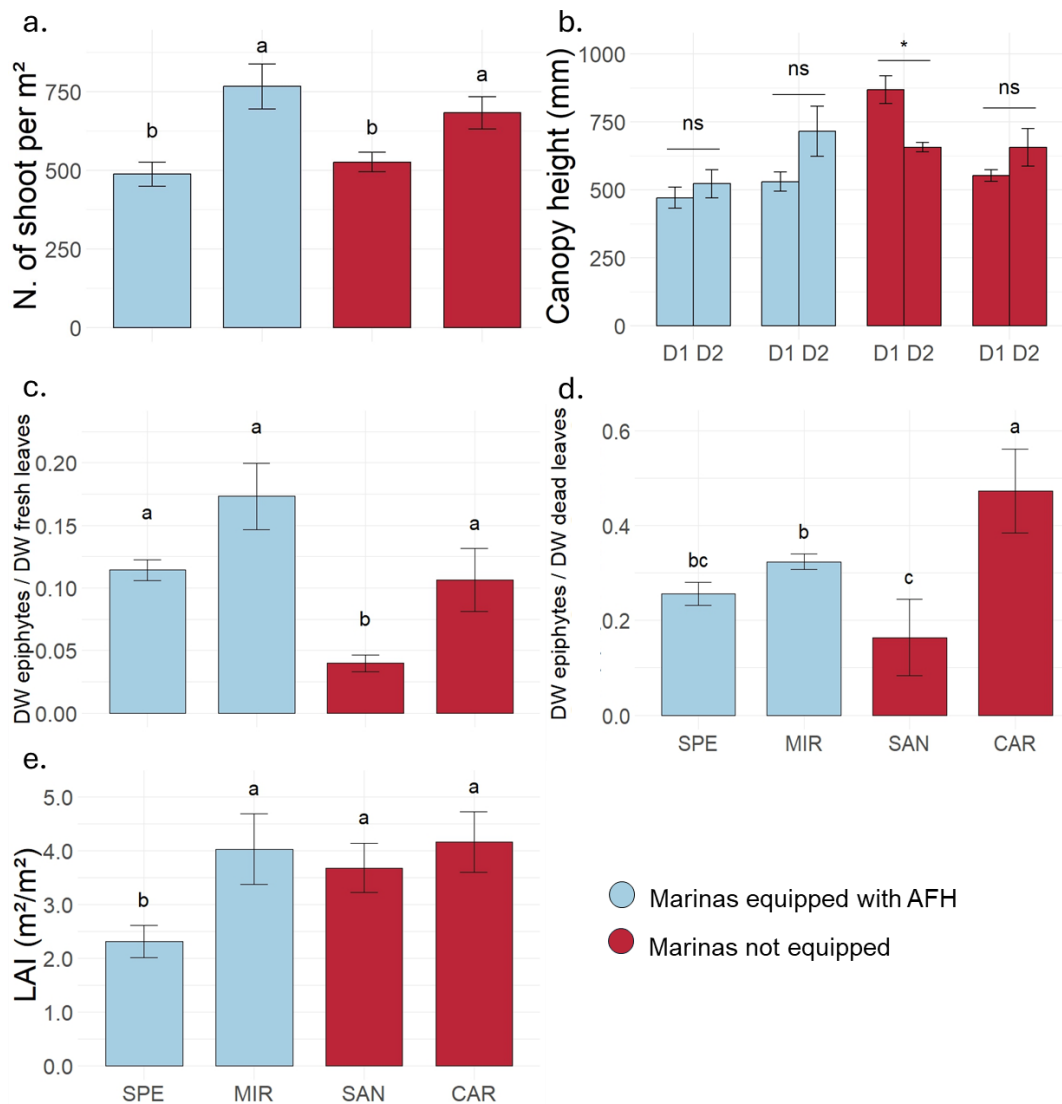 a.
N. of shoot per m²
750
500
250
0
b
a
b
a
b.
Canopy height (mm)
1000
750
500
250
0
ns
ns
*
ns
D1 D2
D1 D2
D1 D2
D1 D2
c.
DW epiphytes / DW fresh leaves
0.20
0.15
0.10
0.05
0.00
a
a
b
a
d.
DW epiphytes / DW dead leaves
0.6
0.4
0.2
0.0
bc
b
c
a
SPE MIR SAN CAR
e.
LAI (m²/m²)
5.0
4.0
3.0
2.0
1.0
0.0
b
a
a
a
SPE MIR SAN CAR
Marinas equipped with AFH
Marinas not equipped